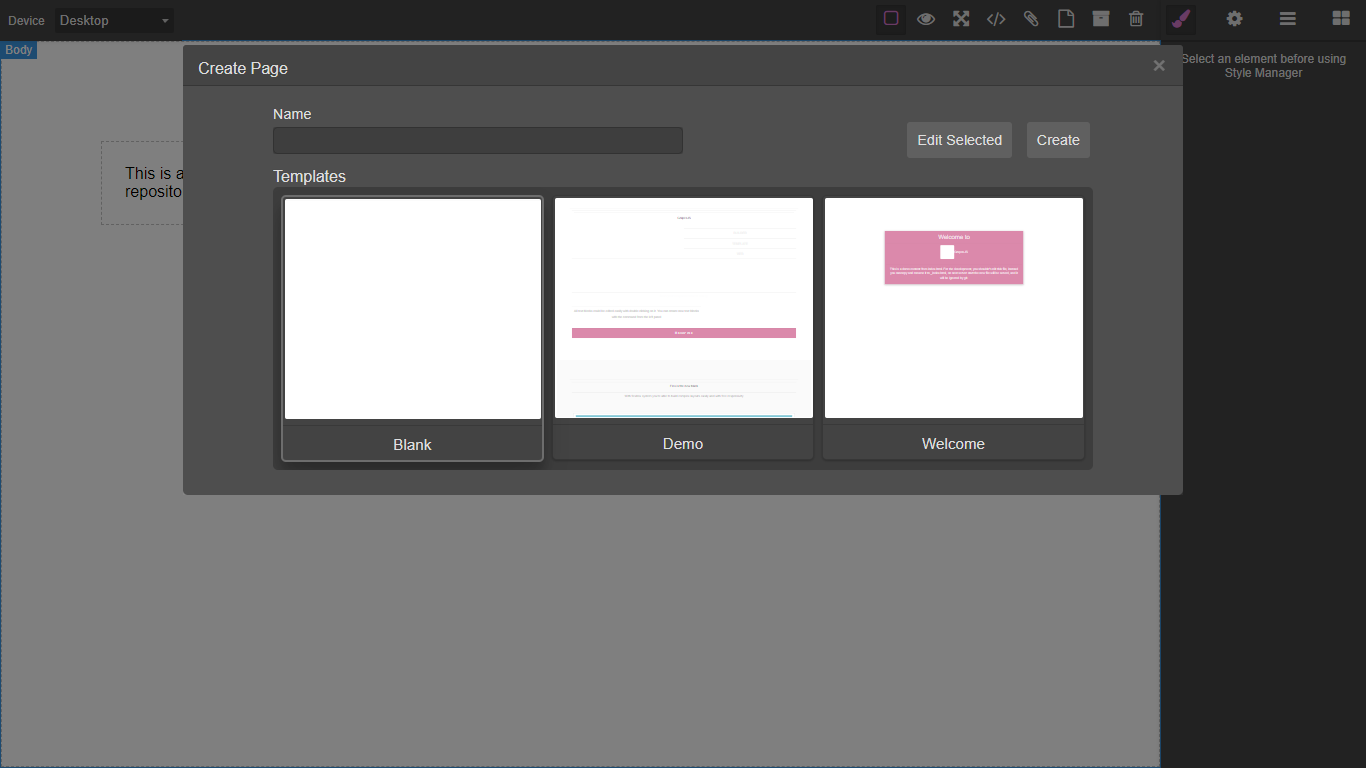 Device
Desktop
Body
Create Page
Select an element before using
Style Manager
Name
Edit Selected
Create
This is a
reposito
Templates
Welcome to
Blank
Demo
Welcome